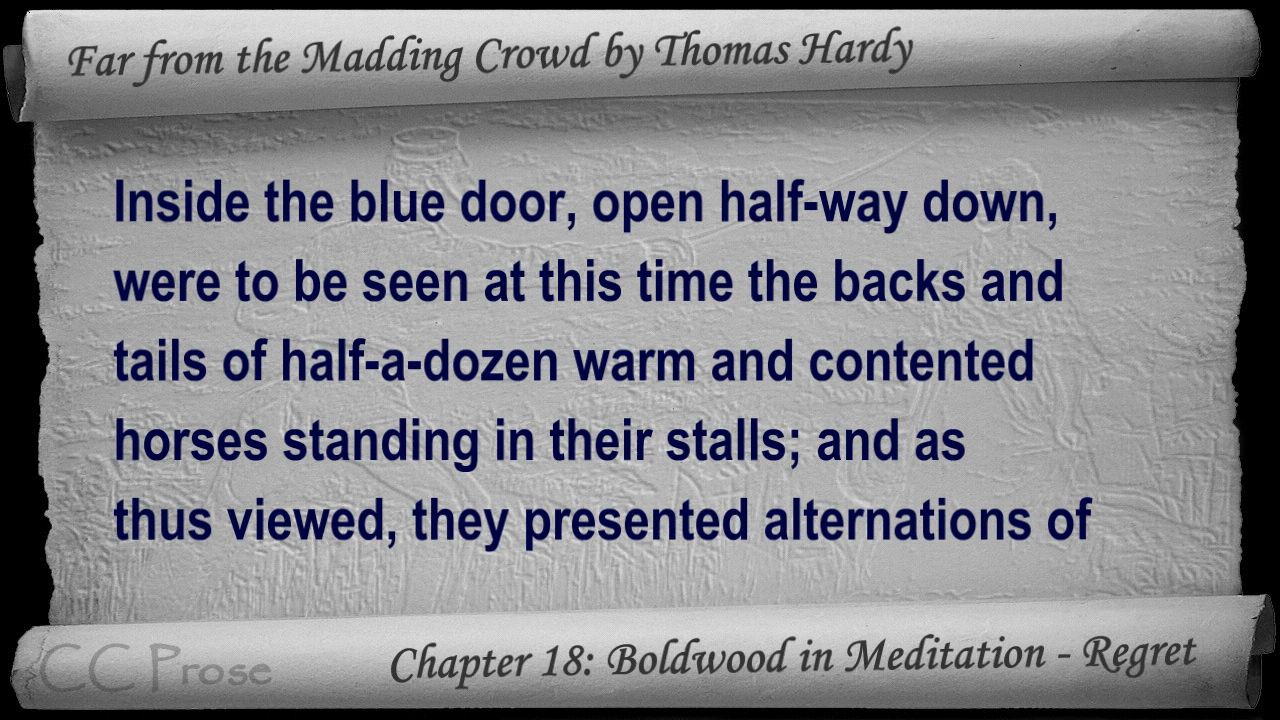 Far from the Madding Crowd by Thomas Hardy
Inside the blue door, open half-way down,
were to be seen at this time the backs and
tails of half-a-dozen warm and contented
horses standing in their stalls; and as
thus viewed, they presented alternations of
CC Prose
Chapter 18: Boldwood in Meditation - Regret